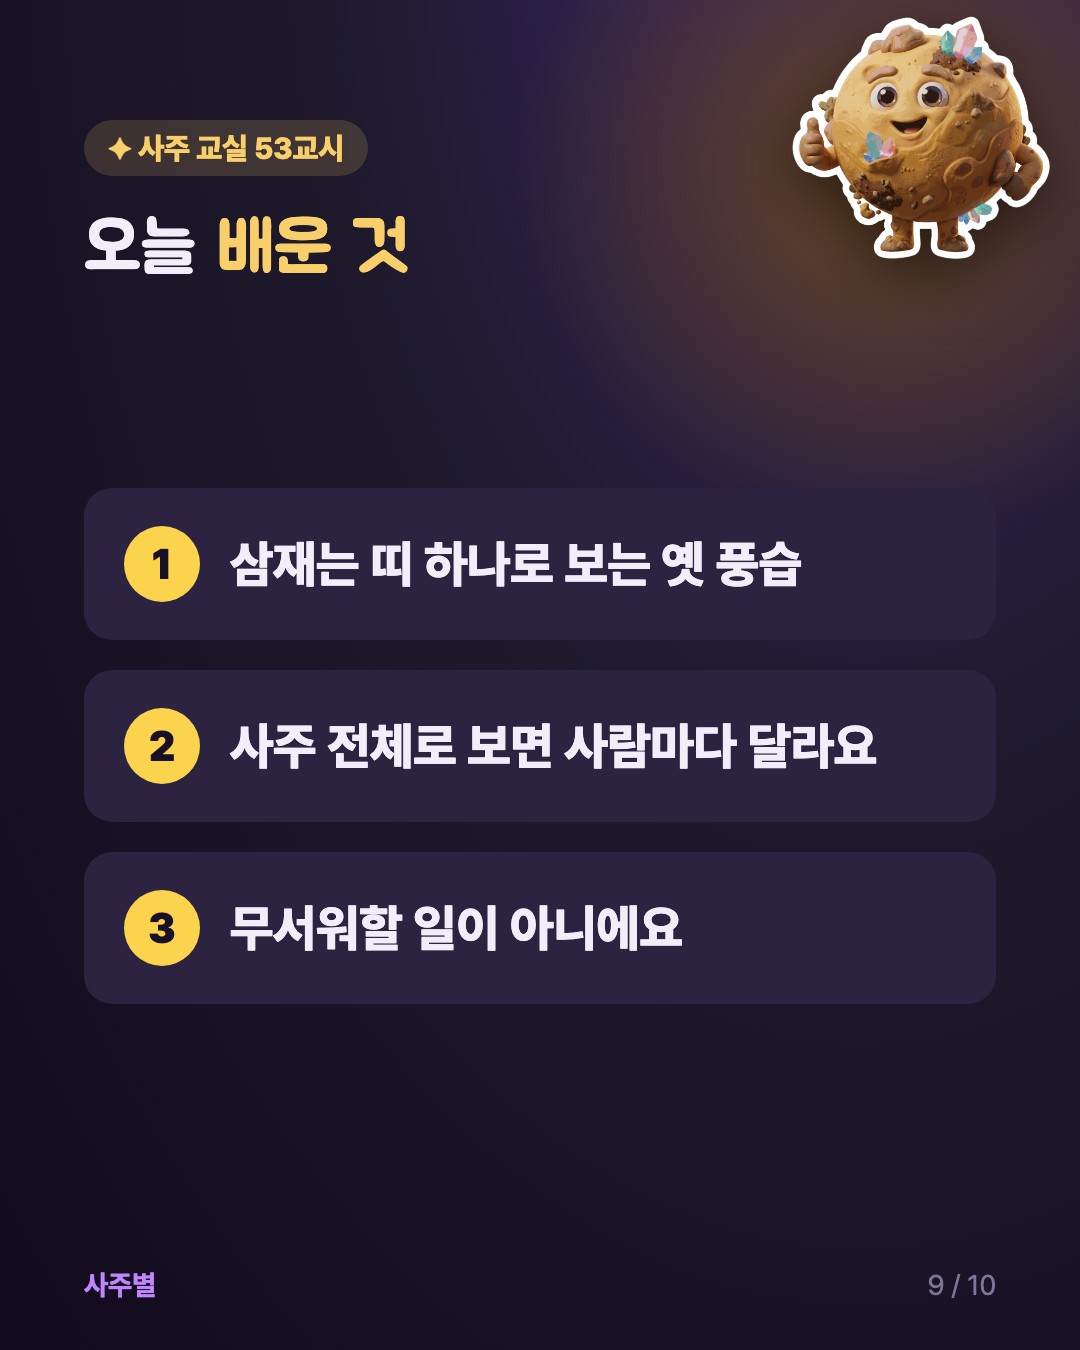 ✦ 사주 교실 53교시
오늘 배운 것
1 삼재는 띠 하나로 보는 옛 풍습
2 사주 전체로 보면 사람마다 달라요
3 무서워할 일이 아니에요
사주별
9 / 10